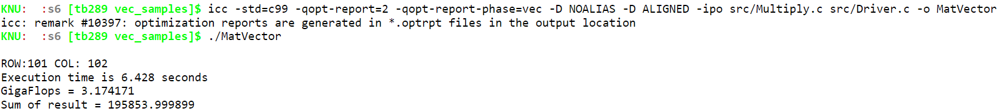 KNU:  :s6 [tb289 vec_samples]$ icc -std=c99 -qopt-report=2 -qopt-report-phase=vec -D NOALIAS -D ALIGNED -ipo src/Multiply.c src/Driver.c -o MatVector
icc: remark #10397: optimization reports are generated in *.optrpt files in the output location
KNU:  :s6 [tb289 vec_samples]$ ./MatVector
ROW:101 COL: 102
Execution time is 6.428 seconds
GigaFlops = 3.174171
Sum of result = 195853.999899